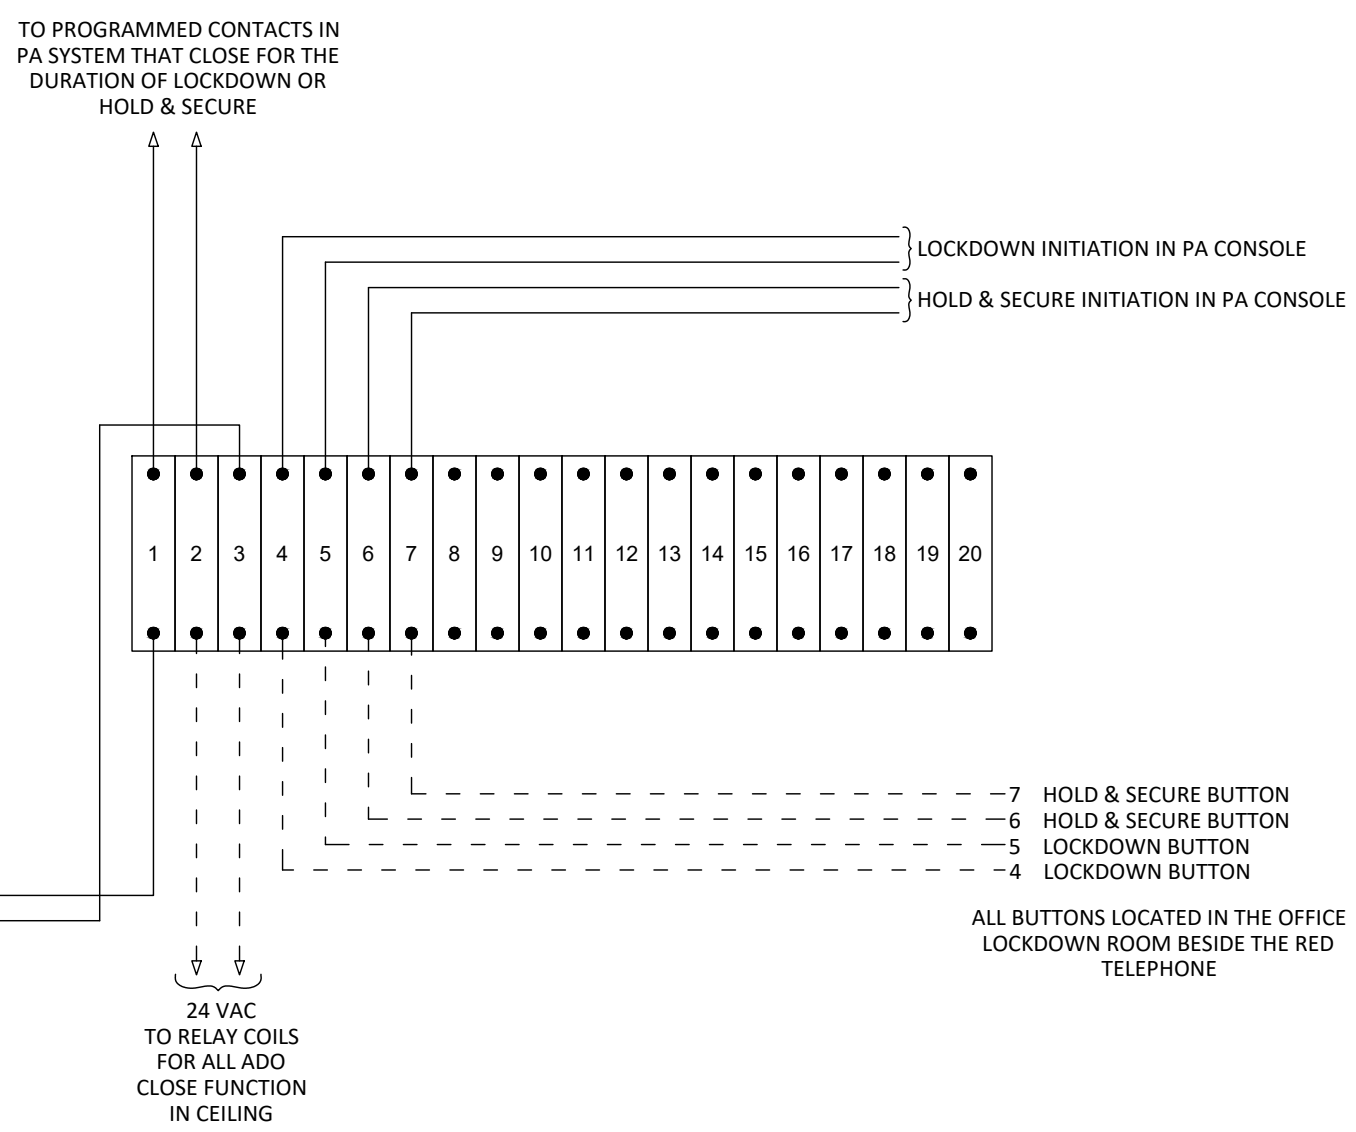 TO PROGRAMMED CONTACTS IN
PA SYSTEM THAT CLOSE FOR THE
DURATION OF LOCKDOWN OR
HOLD & SECURE
LOCKDOWN INITIATION IN PA CONSOLE
HOLD & SECURE INITIATION IN PA CONSOLE
1 2 3 4 5 6 7 8 9 10 11 12 13 14 15 16 17 18 19 20
7 HOLD & SECURE BUTTON
6 HOLD & SECURE BUTTON
5 LOCKDOWN BUTTON
4 LOCKDOWN BUTTON
ALL BUTTONS LOCATED IN THE OFFICE
LOCKDOWN ROOM BESIDE THE RED
TELEPHONE
24 VAC
TO RELAY COILS
FOR ALL ADO
CLOSE FUNCTION
IN CEILING